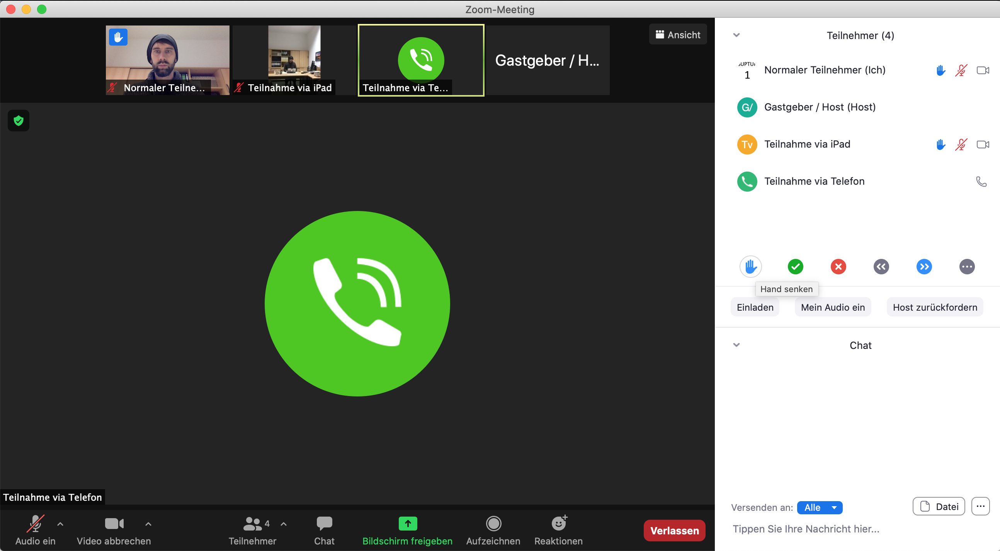 Zoom-Meeting
Normaler Teilne...
Teilnahme via iPad
Teilnahme via Te...
Gastgeber / H...
Ansicht
Teilnahme via Telefon
Audio ein
Video abbrechen
4
Teilnehmer
Chat
Bildschirm freigeben
Aufzeichnen
Reaktionen
Verlassen
Teilnehmer (4)
1
Normaler Teilnehmer (Ich)
G/
Gastgeber / Host (Host)
Tv
Teilnahme via iPad
Teilnahme via Telefon
Hand senken
Einladen
Mein Audio ein
Host zurückfordern
Chat
Versenden an:
Alle
Datei
Tippen Sie Ihre Nachricht hier...